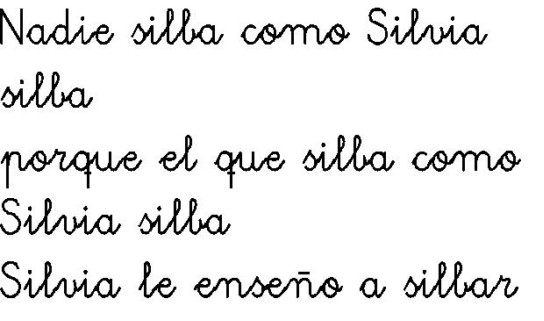 Nadie silba como Silvia
silba
porque el que silba como
Silvia silba
Silvia le enseño a silbar